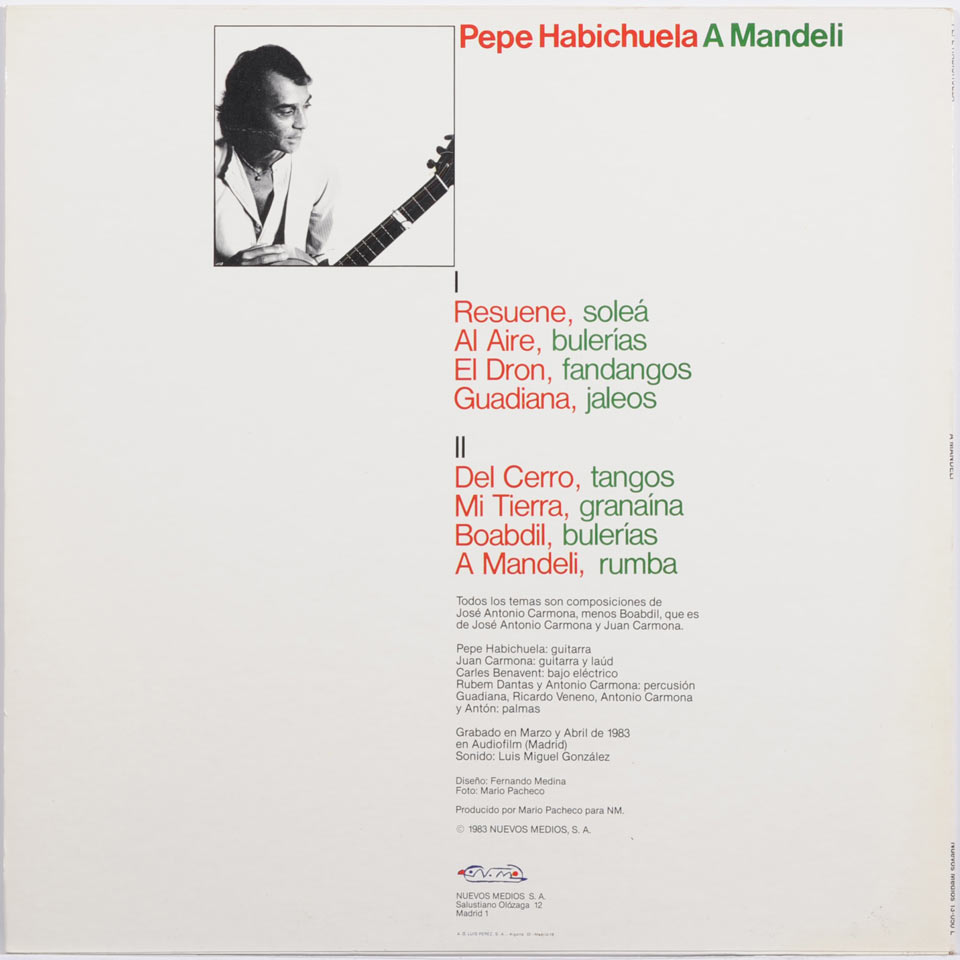 Pepe Habichuela A Mandeli
I
Resuene, soleá
Al Aire, bulerías
El Dron, fandangos
Guadiana, jaleos
II
Del Cerro, tangos
Mi Tierra, granaína
Boabdil, bulerías
A Mandeli, rumba
Todos los temas son composiciones de
José Antonio Carmona, menos Boabdil, que es
de José Antonio Carmona y Juan Carmona.
Pepe Habichuela: guitarra
Juan Carmona: guitarra y laúd
Carles Benavent: bajo eléctrico
Rubem Dantas y Antonio Carmona: percusión
Guadiana, Ricardo Veneno, Antonio Carmona
y Antón: palmas
Grabado en Marzo y Abril de 1983
en Audiofilm (Madrid)
Sonido: Luis Miguel González
Diseño: Fernando Medina
Foto: Mario Pacheco
Producido por Mario Pacheco para NM.
© 1983 NUEVOS MEDIOS, S. A.
N.M.
NUEVOS MEDIOS S. A.
Salustiano Olózaga 12
Madrid 1
A MANDELI